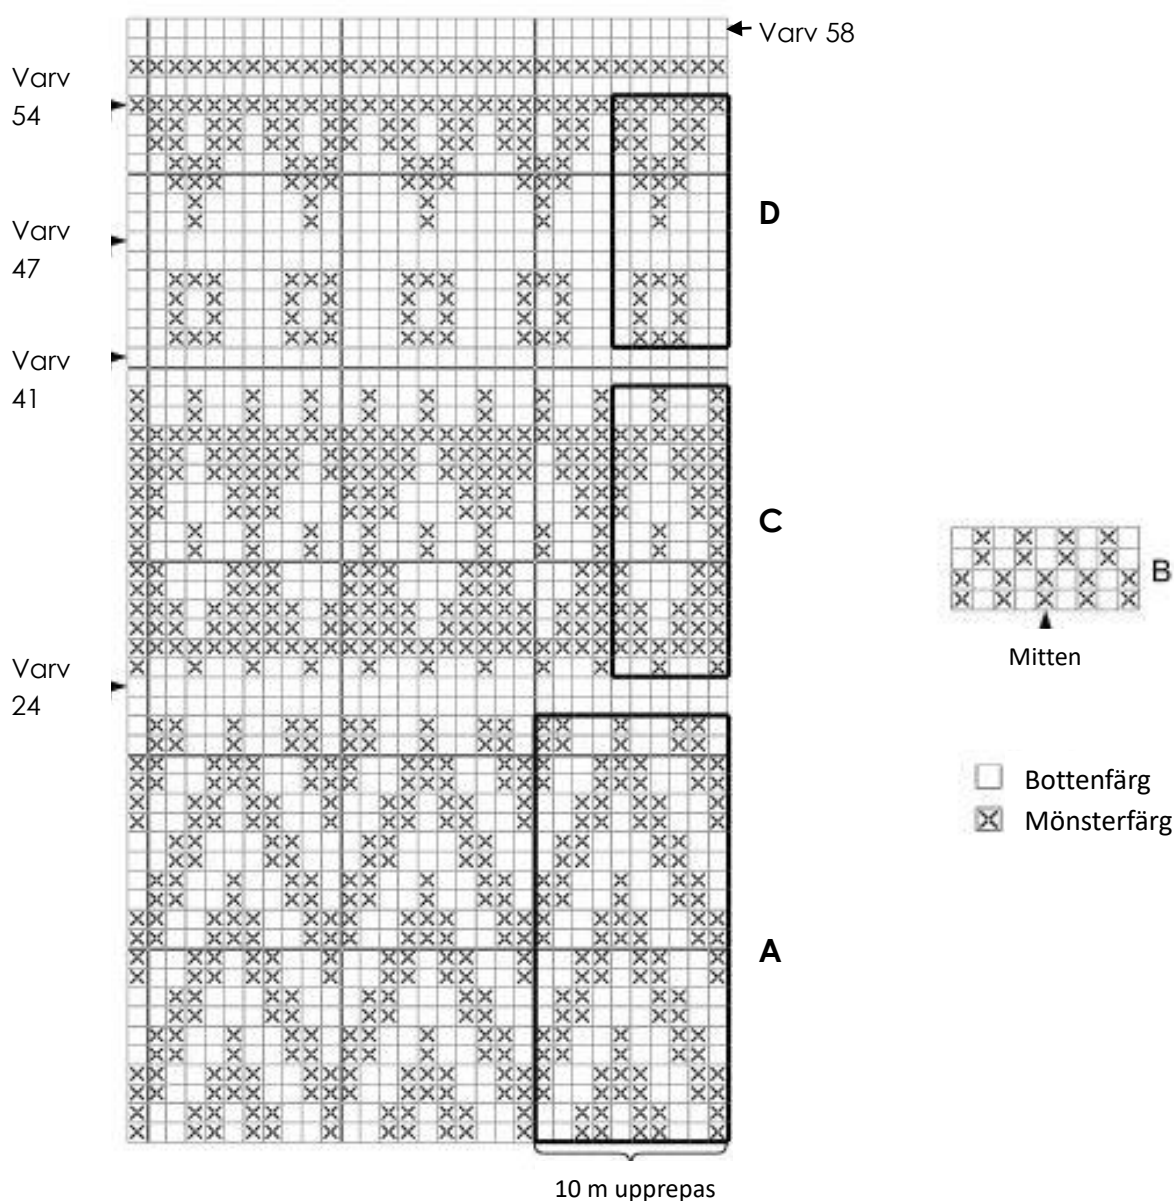 Varv 58
Varv
54
D
Varv
47
Varv
41
C
B
Mitten
Varv
24
Bottenfärg
Mönsterfärg
A
10 m upprepas